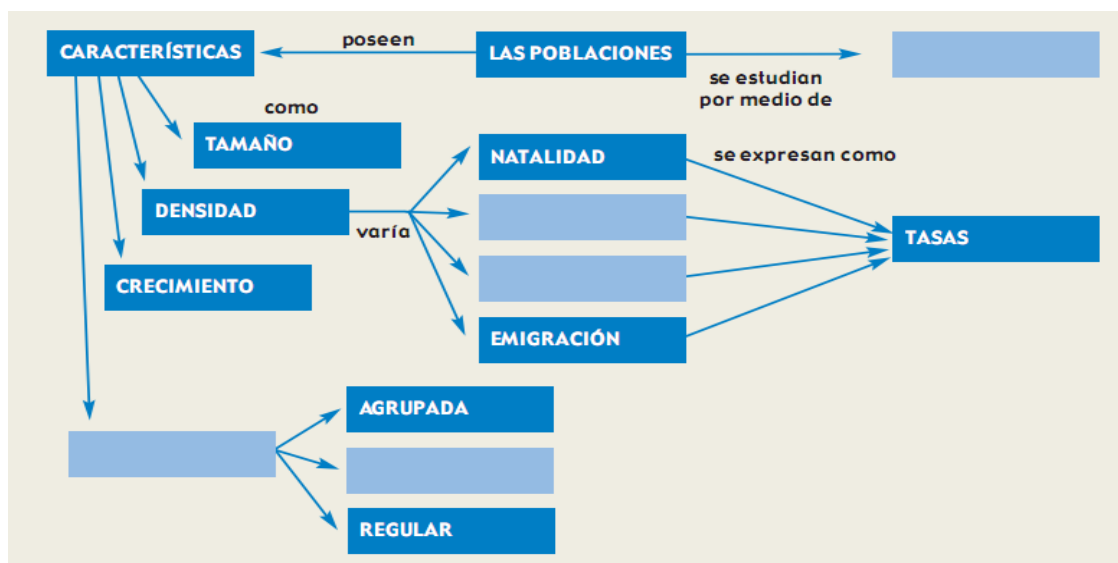 CARACTERÍSTICAS
poseen
LAS POBLACIONES
se estudian
por medio de
como
TAMAÑO
NATALIDAD
se expresan como
DENSIDAD
varía
TASAS
CRECIMIENTO
EMIGRACIÓN
AGRUPADA
REGULAR